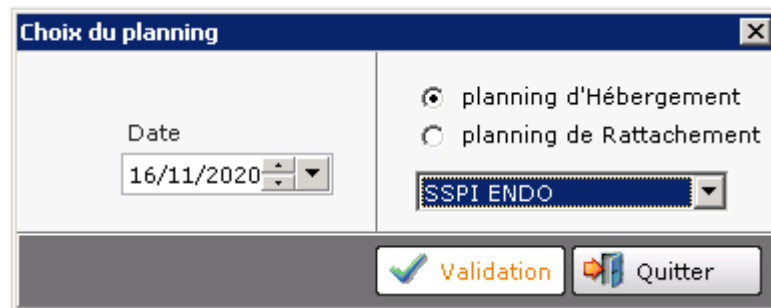 Choix du planning
Date
16/11/2020
planning d'Hébergement
planning de Rattachement
SSPI ENDO
Validation
Quitter